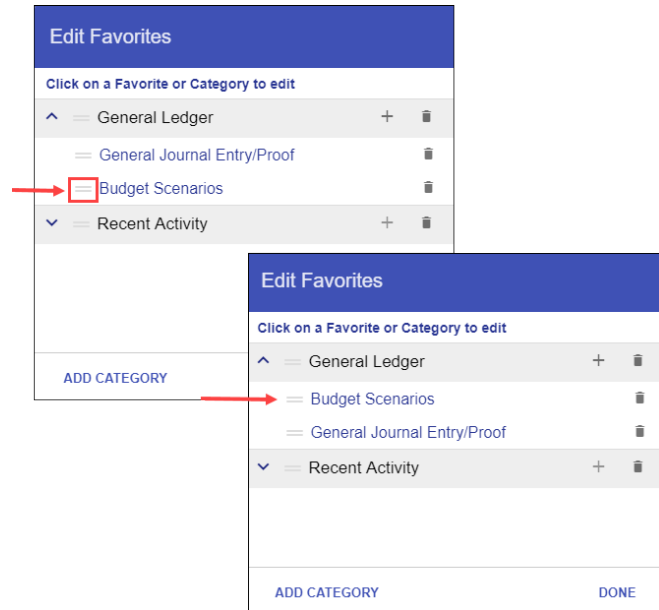 Edit Favorites
Click on a Favorite or Category to edit
General Ledger
General Journal Entry/Proof
Budget Scenarios
Recent Activity
ADD CATEGORY
Edit Favorites
Click on a Favorite or Category to edit
General Ledger
Budget Scenarios
General Journal Entry/Proof
Recent Activity
ADD CATEGORY DONE